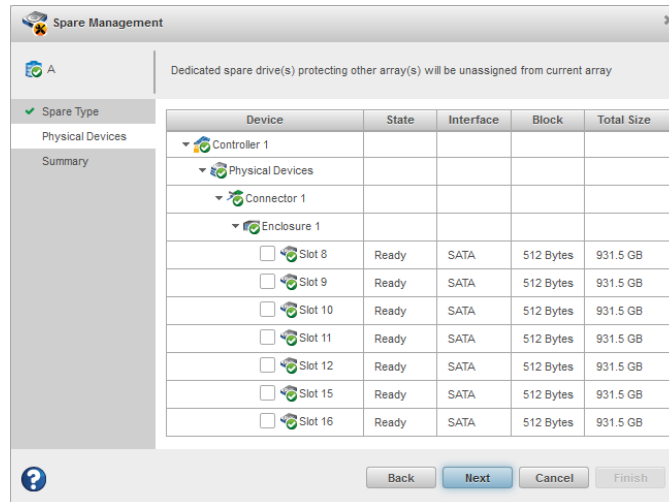 Spare Management
A
Dedicated spare drive(s) protecting other array(s) will be unassigned from current array
Spare Type
Physical Devices
Summary
Device State Interface Block Total Size
Controller 1
Physical Devices
Connector 1
Enclosure 1
Slot 8 Ready SATA 512 Bytes 931.5 GB
Slot 9 Ready SATA 512 Bytes 931.5 GB
Slot 10 Ready SATA 512 Bytes 931.5 GB
Slot 11 Ready SATA 512 Bytes 931.5 GB
Slot 12 Ready SATA 512 Bytes 931.5 GB
Slot 15 Ready SATA 512 Bytes 931.5 GB
Slot 16 Ready SATA 512 Bytes 931.5 GB
? Back Next Cancel Finish